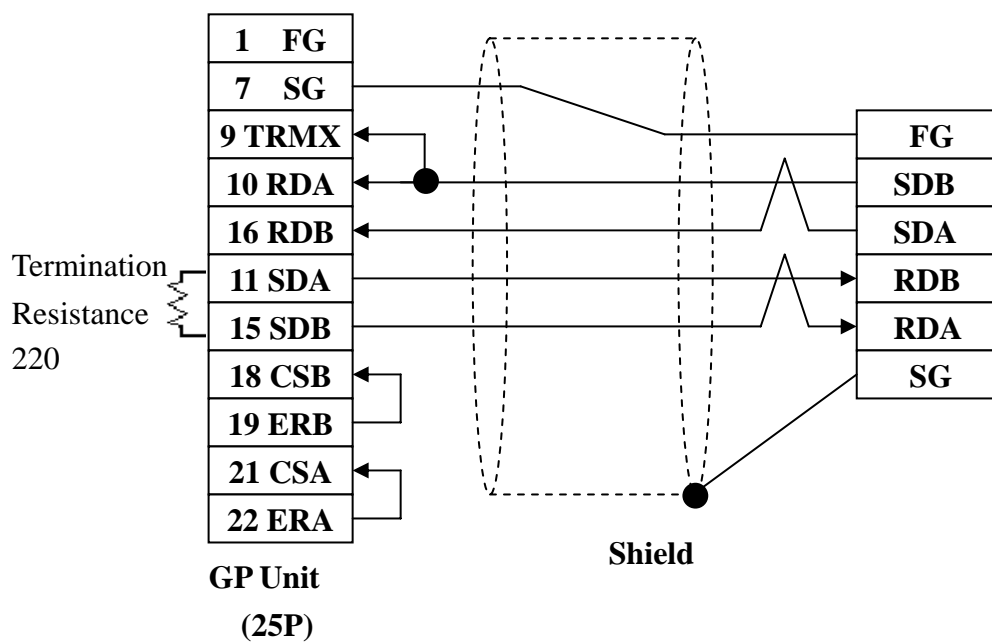 1 FG
7 SG
9 TRMX
10 RDA
16 RDB
11 SDA
15 SDB
18 CSB
19 ERB
21 CSA
22 ERA
Termination
Resistance
220
GP Unit
(25P)
Shield
FG
SDB
SDA
RDB
RDA
SG